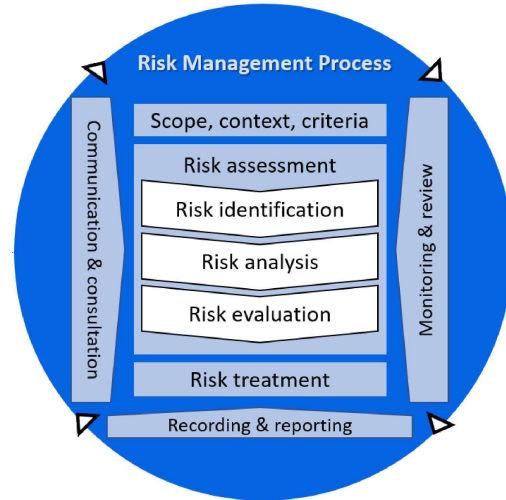 Risk Management Process
Scope, context, criteria
Risk assessment
Risk identification
Risk analysis
Risk evaluation
Risk treatment
Communication & consultation
Monitoring & review
Recording & reporting